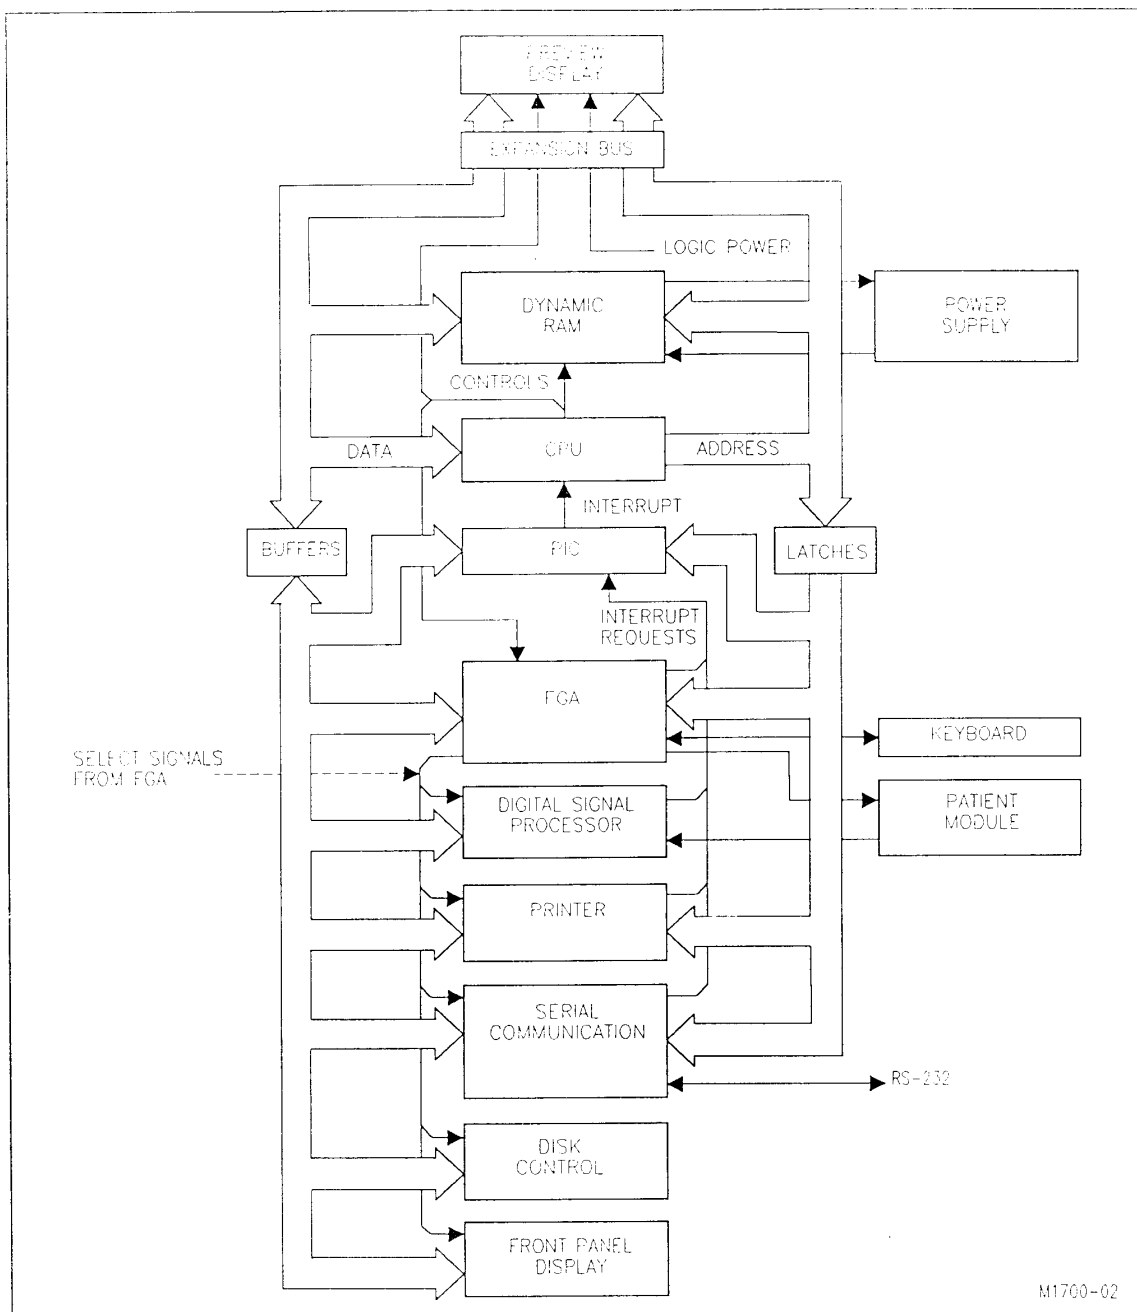 PREVIEW
DISPLAY
EXPANSION BUS
LOGIC POWER
DYNAMIC
RAM
POWER
SUPPLY
CONTROLS
DATA
CPU
ADDRESS
INTERRUPT
BUFFERS
PIC
LATCHES
INTERRUPT
REQUESTS
FGA
KEYBOARD
SELECT SIGNALS
FROM FGA
DIGITAL SIGNAL
PROCESSOR
PATIENT
MODULE
PRINTER
SERIAL
COMMUNICATION
RS-232
DISK
CONTROL
FRONT PANEL
DISPLAY
M1700-02